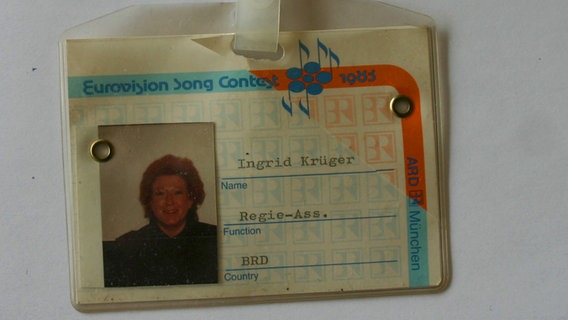 Eurovision Song Contest 1983
Ingrid Krüger
Name
Regie-Ass.
Function
BRD
Country
ARD BR München